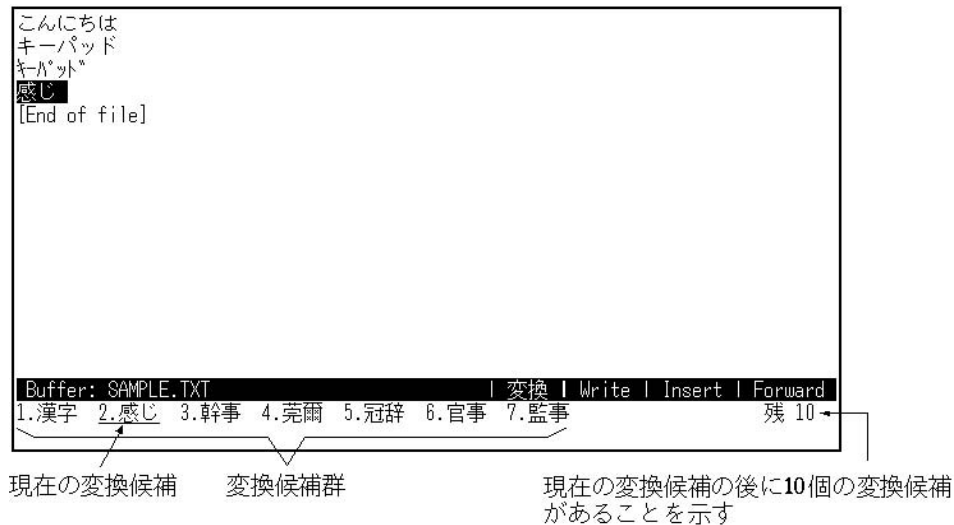 こんにちは
キーパッド
ｷｰﾊﾟｯﾄﾞ
感じ
[End of file]
Buffer: SAMPLE.TXT | 変換 | Write | Insert | Forward
1.漢字 2.感じ 3.幹事 4.莞爾 5.冠辞 6.官事 7.監事 残 10
現在の変換候補 変換候補群 現在の変換候補の後に10個の変換候補
があることを示す